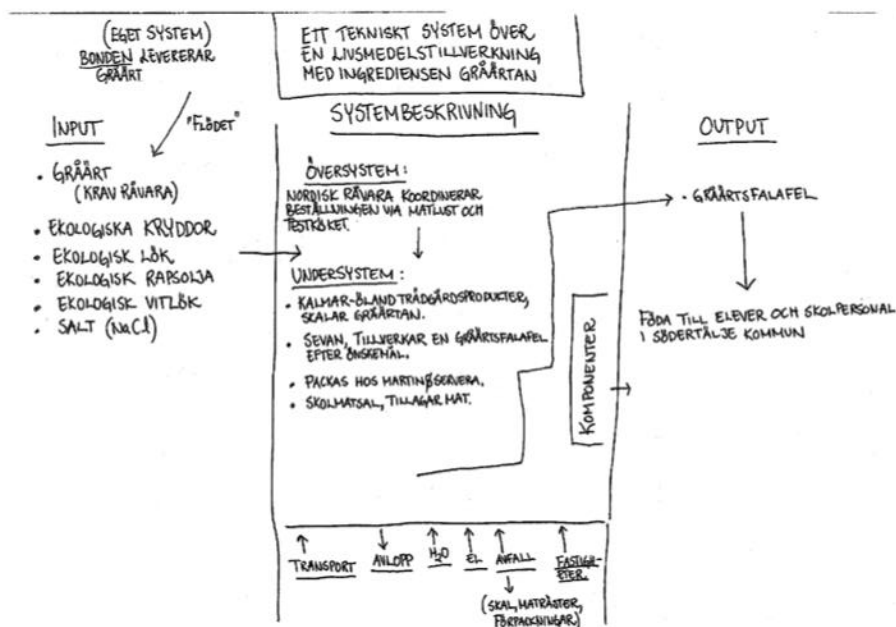 (EGET SYSTEM)
BONDEN LEVERERAR
GRÅÄRT
ETT TEKNISKT SYSTEM ÖVER
EN LIVSMEDELSTILLVERKNING
MED INGREDIENSEN GRÅÄRTAN
INPUT
"FLÖDET"
• GRÅÄRT
(KRAV RÅVARA)
• EKOLOGISKA KRYDDOR
• EKOLOGISK LÖK
• EKOLOGISK RAPSOLJA
• EKOLOGISK VITLÖK
• SALT (NaCl)
SYSTEMBESKRIVNING
ÖVERSYSTEM:
NORDISK RÅVARA KOORDINERAR
BESTÄLLNINGEN VIA MATLUST OCH
TESTKÖKET.
UNDERSYSTEM:
• KALMAR-ÖLAND TRÄDGÅRDSPRODUKTER,
SKALAR GRÅÄRTAN.
• SEVAN, TILLVERKAR EN GRÅÄRTSFALAFEL
EFTER ÖNSKEMÅL.
• PACKAS HOS MARTIN&SERVERA.
• SKOLMATSAL, TILLAGAR MAT.
KOMPONENTER
OUTPUT
• GRÅÄRTSFALAFEL
FÖDA TILL ELEVER OCH SKOLPERSONAL
I SÖDERTÄLJE KOMMUN
TRANSPORT
AVLOPP
H2O
EL
AVFALL
FASTIGH-
ETER
(SKAL, MATRÄSTER,
FÖRPACKNINGAR)